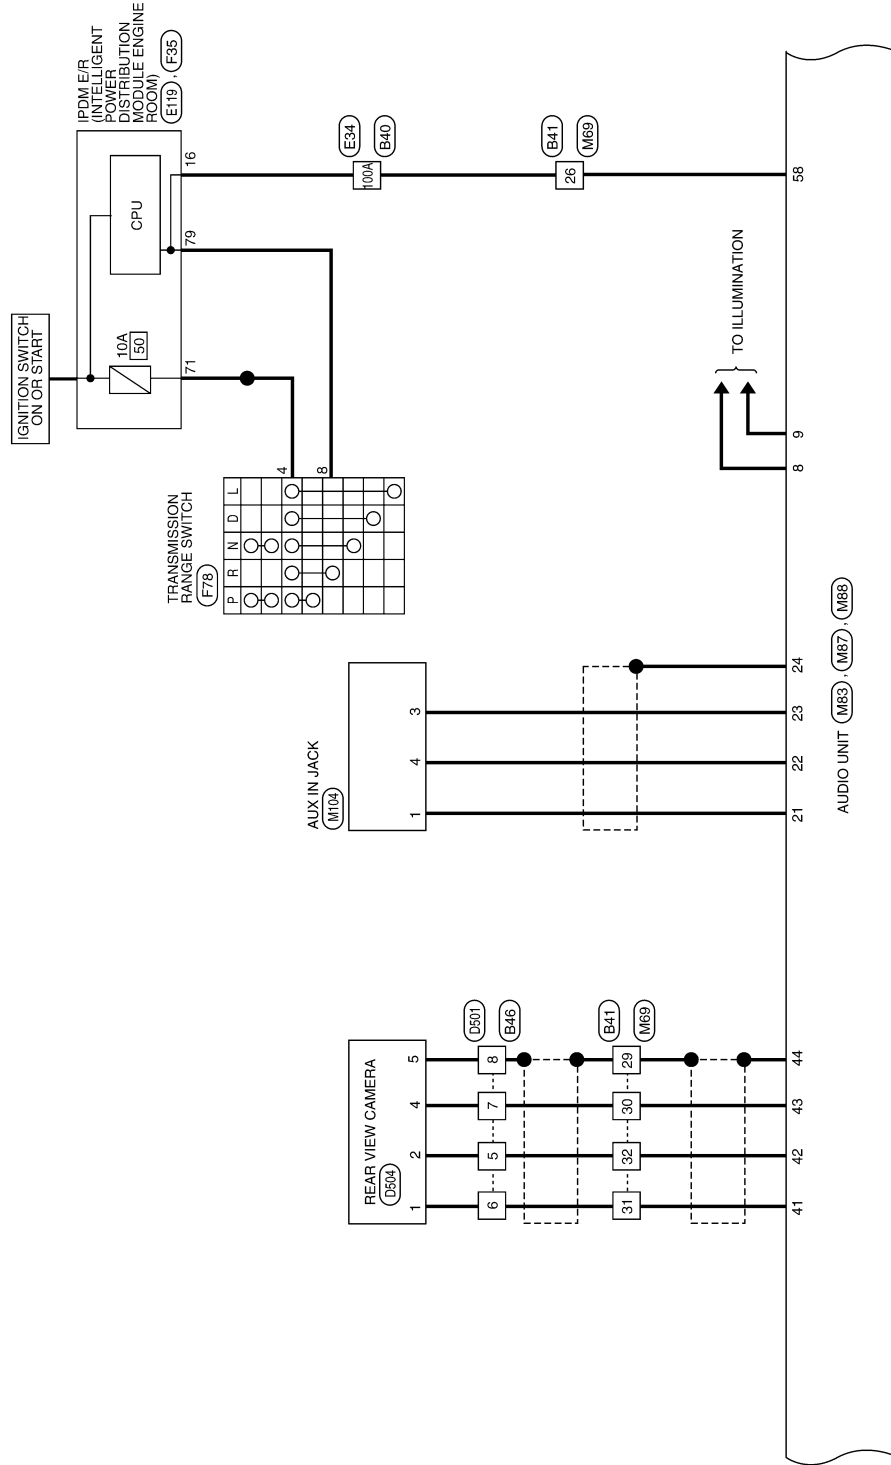 IGNITION SWITCH
ON OR START
IPDM E/R
(INTELLIGENT
POWER
DISTRIBUTION
MODULE ENGINE
ROOM)
E119 , F35
CPU
10A
50
71
79
16
TRANSMISSION
RANGE SWITCH
F78
P R N D L
4
8
E34
100A
B40
B41
26
M69
58
TO ILLUMINATION
8
9
AUX IN JACK
M104
1
4
3
21
22
23
24
REAR VIEW CAMERA
D504
1
2
4
5
D501
6
5
7
8
B46
B41
31
32
30
29
M69
41
42
43
44
AUDIO UNIT M83 , M87 , M88